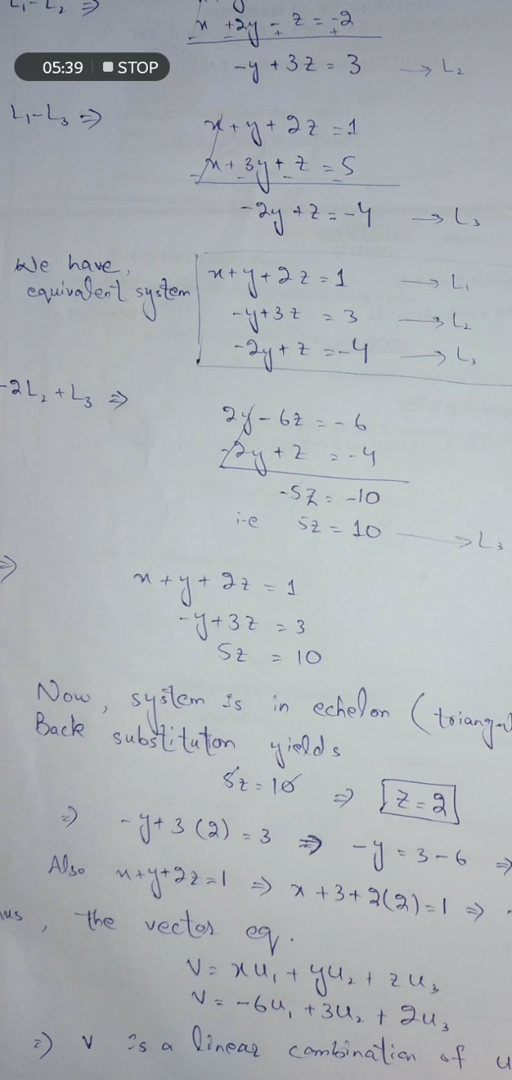 L₁-L₂ ⇒
x + 2y - z = -2
- - + +
05:39 STOP
-y + 3z = 3 → L₂
L₁-L₃ ⇒
x + y + 2z = 1
x + 3y + z = 5
- - - -
-2y + z = -4 → L₃
We have,
equivalent system
x + y + 2z = 1 → L₁
-y + 3z = 3 → L₂
-2y + z = -4 → L₃
-2L₂ + L₃ ⇒
2y - 6z = -6
-2y + z = -4
-5z = -10
i-e 5z = 10 → L₃
⇒
x + y + 2z = 1
-y + 3z = 3
5z = 10
Now, system is in echelon (
Back substitution yields
5z = 10 ⇒ z = 2
⇒ -y + 3(2) = 3 ⇒ -y = 3 - 6 ⇒
Also x+y+2z=1 ⇒ x + 3 + 2(2) = 1 ⇒
, the vector eq.
V = xu₁ + yu₂ + zu₃
V = -6u₁ + 3u₂ + 2u₃
⇒ V is a linear combination of u